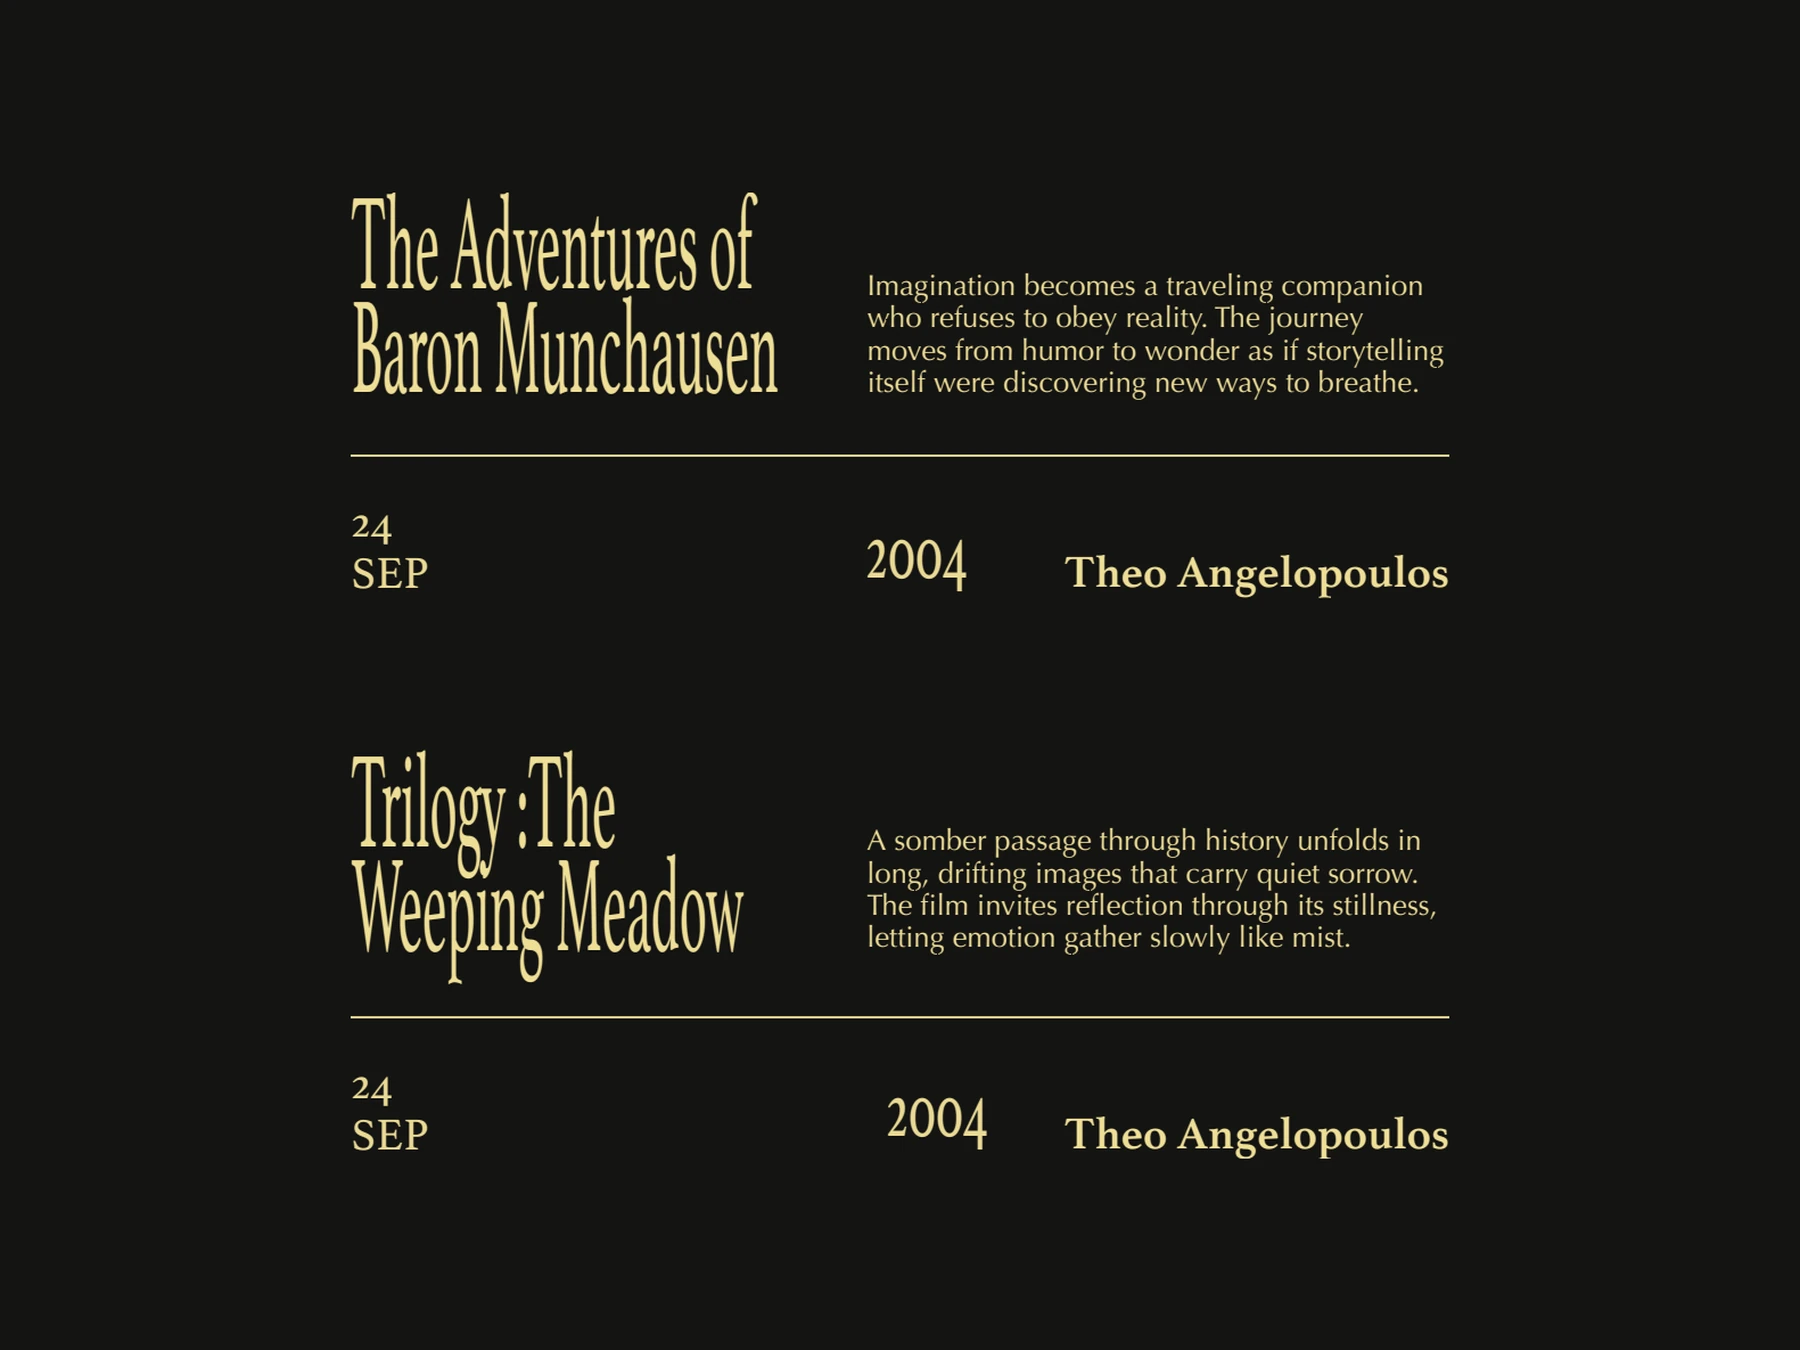 The Adventures of
Baron Munchausen
Imagination becomes a traveling companion
who refuses to obey reality. The journey
moves from humor to wonder as if storytelling
itself were discovering new ways to breathe.
24
SEP
2004
Theo Angelopoulos
Trilogy :The
Weeping Meadow
A somber passage through history unfolds in
long, drifting images that carry quiet sorrow.
The film invites reflection through its stillness,
letting emotion gather slowly like mist.
24
SEP
2004
Theo Angelopoulos